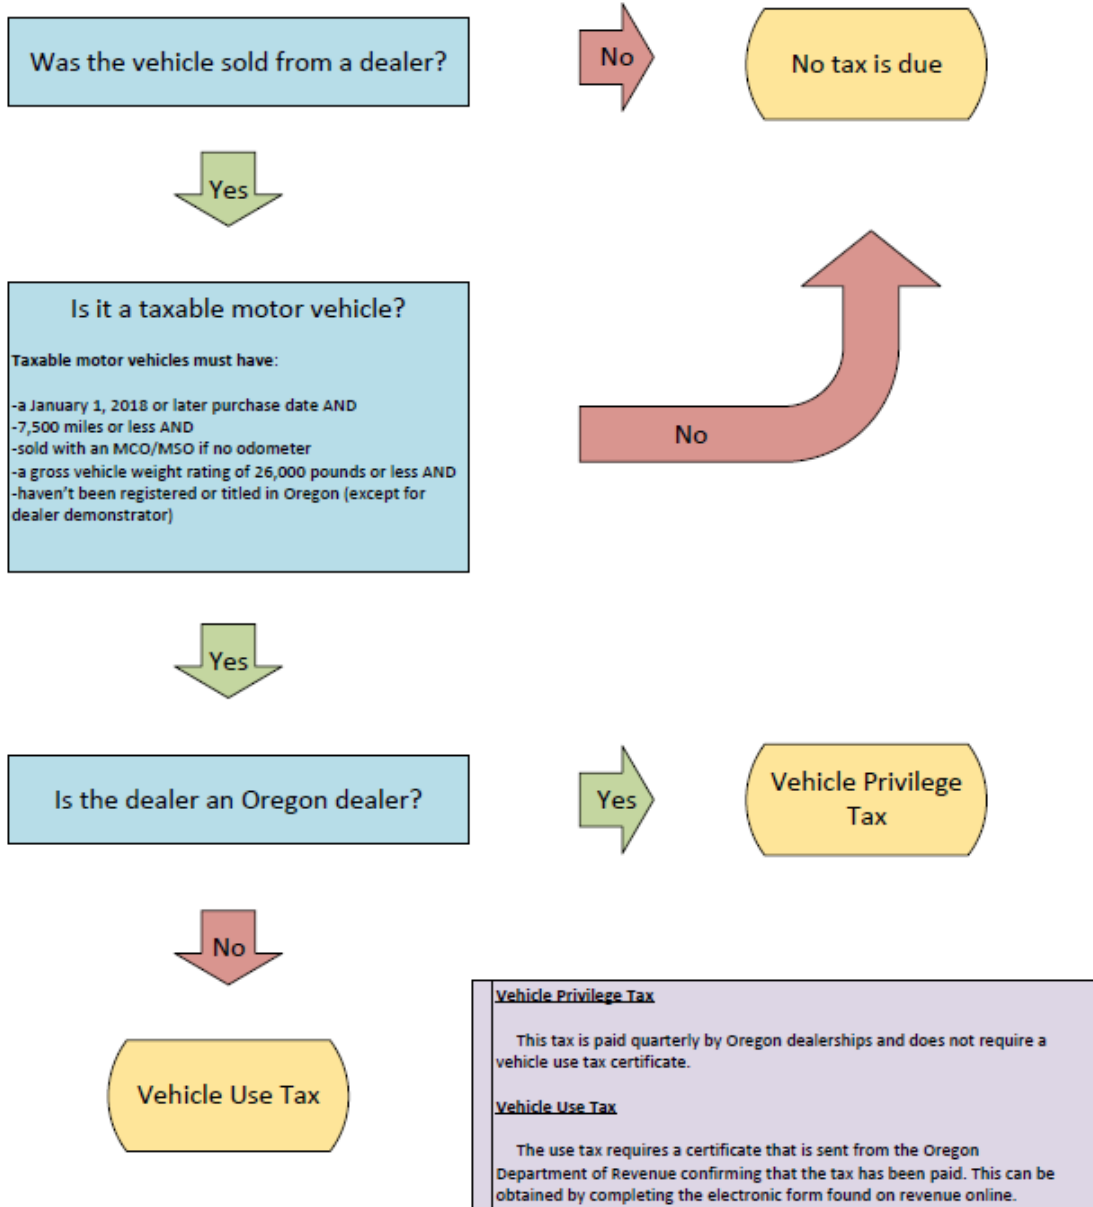 Was the vehicle sold from a dealer?
No
No tax is due
Yes
Is it a taxable motor vehicle?
Taxable motor vehicles must have:
-a January 1, 2018 or later purchase date AND
-7,500 miles or less AND
-sold with an MCO/MSO if no odometer
-a gross vehicle weight rating of 26,000 pounds or less AND
-haven't been registered or titled in Oregon (except for
dealer demonstrator)
No
Yes
Is the dealer an Oregon dealer?
Yes
Vehicle Privilege
Tax
No
Vehicle Use Tax
Vehicle Privilege Tax
This tax is paid quarterly by Oregon dealerships and does not require a
vehicle use tax certificate.
Vehicle Use Tax
The use tax requires a certificate that is sent from the Oregon
Department of Revenue confirming that the tax has been paid. This can be
obtained by completing the electronic form found on revenue online.